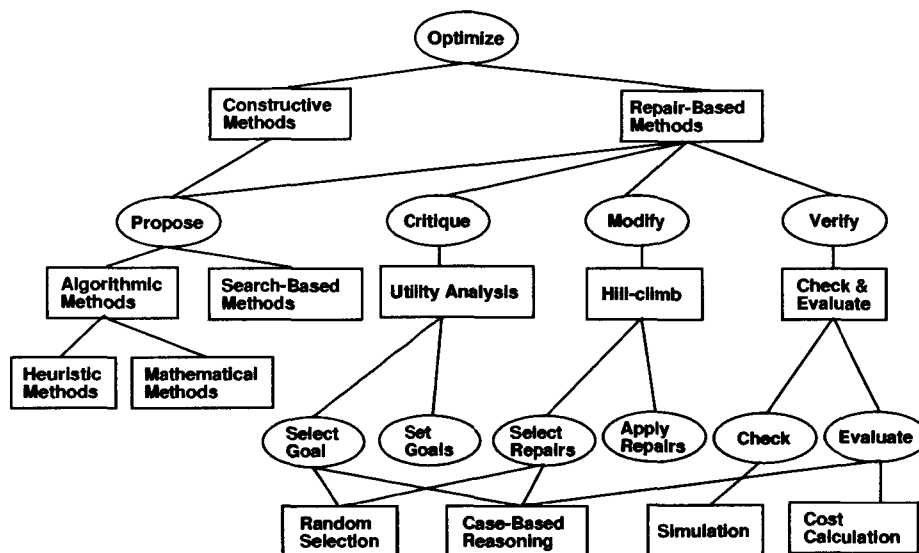 Optimize
Constructive
Methods
Repair-Based
Methods
Propose
Critique
Modify
Verify
Algorithmic
Methods
Search-Based
Methods
Utility Analysis
Hill-climb
Check &
Evaluate
Heuristic
Methods
Mathematical
Methods
Select
Goal
Set
Goals
Select
Repairs
Apply
Repairs
Check
Evaluate
Random
Selection
Case-Based
Reasoning
Simulation
Cost
Calculation